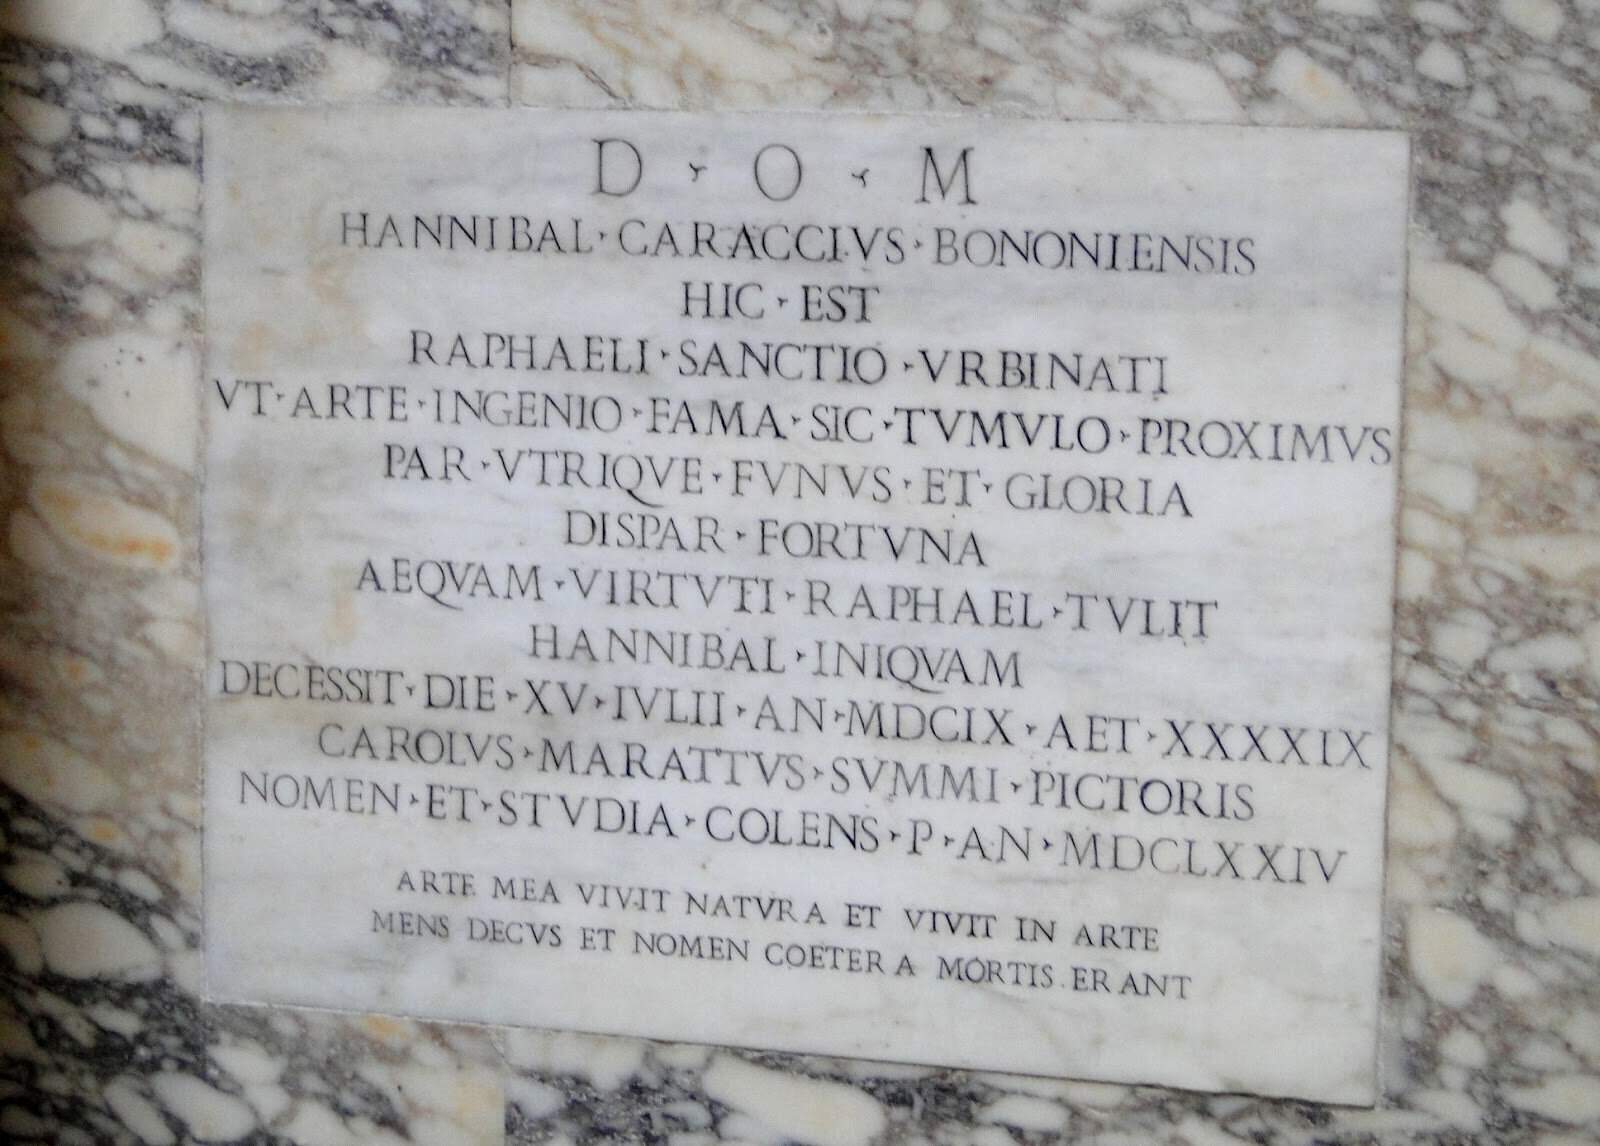 D · O · M
HANNIBAL · CARACCIVS · BONONIENSIS
HIC · EST
RAPHAELI · SANCTIO · VRBINATI
VT · ARTE · INGENIO · FAMA · SIC · TVMVLO · PROXIMVS
PAR · VTRIQVE · FVNVS · ET · GLORIA
DISPAR · FORTVNA
AEQVAM · VIRTVTI · RAPHAEL · TVLIT
HANNIBAL · INIQVAM
DECESSIT · DIE · XV · IVLII · AN · MDCIX · AET · XXXXIX
CAROLVS · MARATTVS · SVMMI · PICTORIS
NOMEN · ET · STVDIA · COLENS · P · AN · MDCLXXIV
ARTE MEA VIVIT NATVRA ET VIVIT IN ARTE
MENS DECVS ET NOMEN COETERA MORTIS ERANT